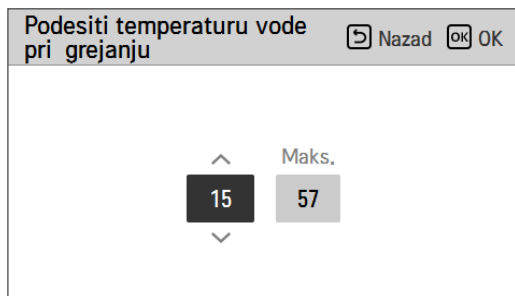 Podesiti temperaturu vode
pri grejanju
Nazad OK OK
Maks.
15 57